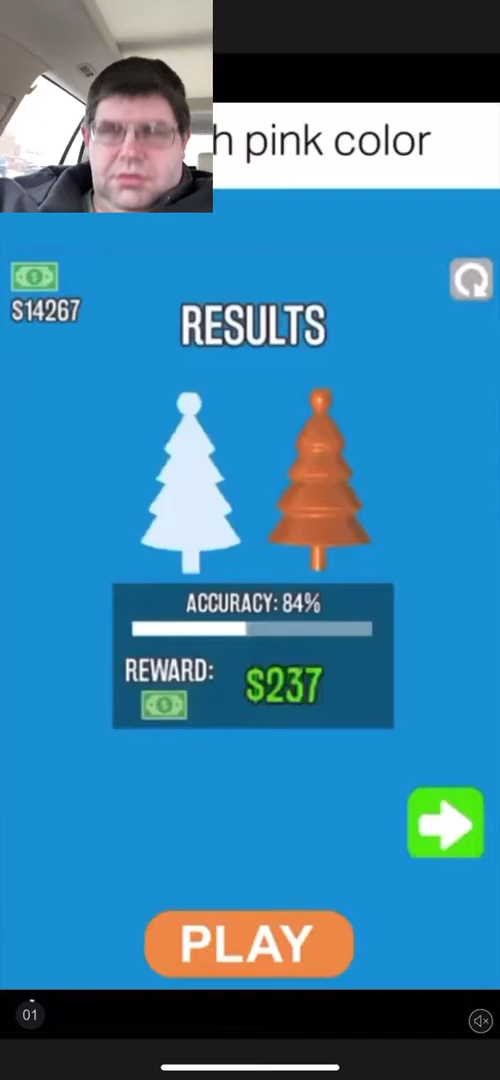 h pink color
$14267
RESULTS
ACCURACY: 84%
REWARD:
$237
PLAY
01